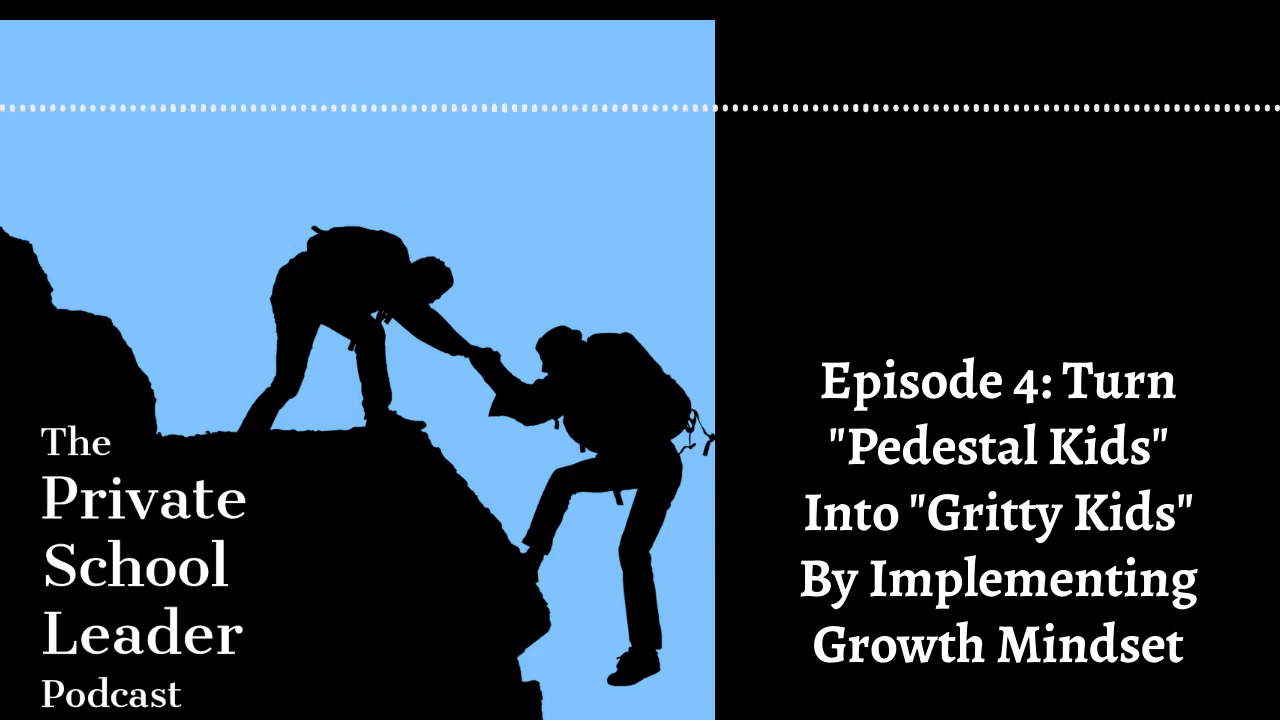 The
Private
School
Leader
Podcast
Episode 4: Turn
"Pedestal Kids"
Into "Gritty Kids"
By Implementing
Growth Mindset